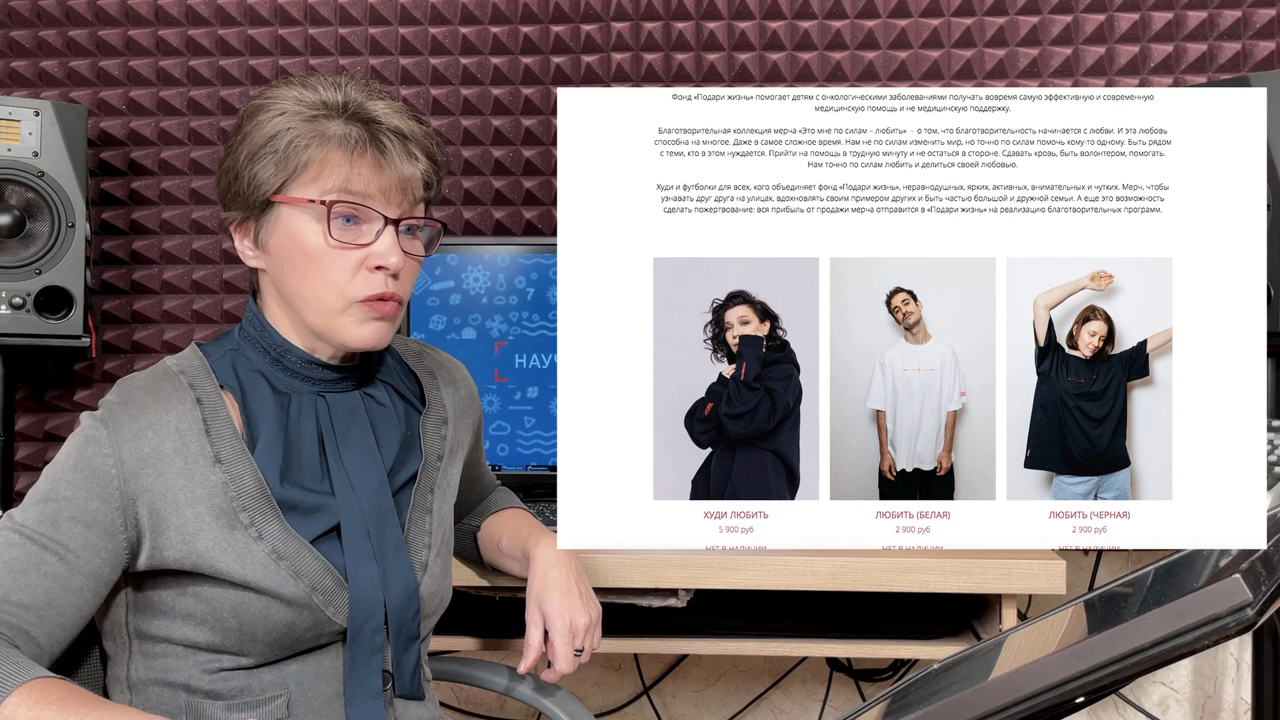 Фонд «Подари жизнь» помогает детям с онкологическими заболеваниями получать вовремя самую эффективную и современную
медицинскую помощь и не медицинскую поддержку.
Благотворительная коллекция мерча «Это мне по силам – любить» - о том, что благотворительность начинается с любви. И эта любовь
способна на многое. Даже в самое сложное время. Нам не по силам изменить мир, но точно по силам помочь кому-то одному. Быть рядом
с теми, кто в этом нуждается. Прийти на помощь в трудную минуту и не остаться в стороне. Сдавать кровь, быть волонтером, помогать.
Нам точно по силам любить и делиться своей любовью.
Худи и футболки для всех, кого объединяет фонд «Подари жизнь», неравнодушных, ярких, активных, внимательных и чутких. Мерч, чтобы
узнавать друг друга на улицах, вдохновлять своим примером других и быть частью большой и дружной семьи. А еще это возможность
сделать пожертвование: вся прибыль от продажи мерча отправится в «Подари жизнь» на реализацию благотворительных программ.
НАУЧ
ХУДИ ЛЮБИТЬ
ЛЮБИТЬ (БЕЛАЯ)
ЛЮБИТЬ (ЧЕРНАЯ)
5 900 руб
2 900 руб
2 900 руб
НЕТ В НАЛИЧИИ
НЕТ В НАЛИЧИИ
НЕТ В НАЛИЧИИ